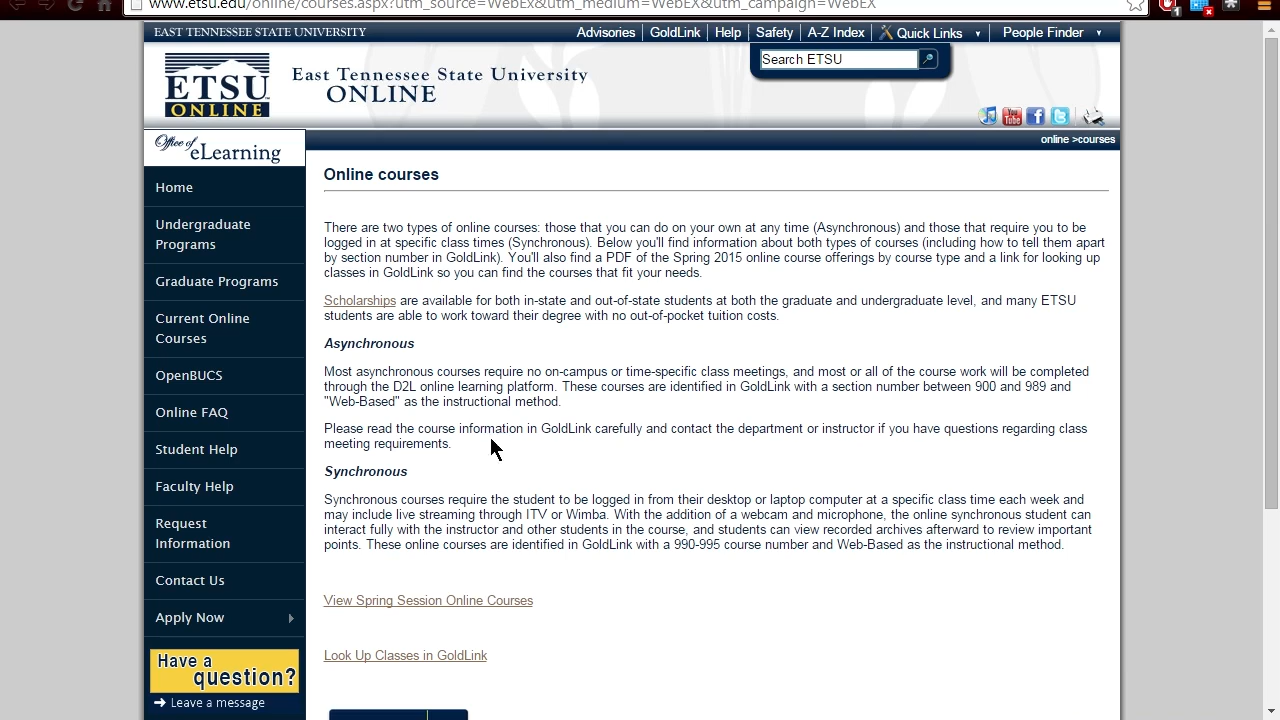 www.etsu.edu/online/courses.aspx?utm_source=WebEx&utm_medium=WebEX&utm_campaign=WebEX
EAST TENNESSEE STATE UNIVERSITY
Advisories GoldLink Help Safety A-Z Index Quick Links People Finder
Search ETSU
ETSU
ONLINE
East Tennessee State University
ONLINE
You
Tube
online >courses
Office of
eLearning
Home
Undergraduate
Programs
Graduate Programs
Current Online
Courses
OpenBUCS
Online FAQ
Student Help
Faculty Help
Request
Information
Contact Us
Apply Now
Have a
question?
Leave a message
Online courses
There are two types of online courses: those that you can do on your own at any time (Asynchronous) and those that require you to be
logged in at specific class times (Synchronous). Below you'll find information about both types of courses (including how to tell them apart
by section number in GoldLink). You'll also find a PDF of the Spring 2015 online course offerings by course type and a link for looking up
classes in GoldLink so you can find the courses that fit your needs.
Scholarships are available for both in-state and out-of-state students at both the graduate and undergraduate level, and many ETSU
students are able to work toward their degree with no out-of-pocket tuition costs.
Asynchronous
Most asynchronous courses require no on-campus or time-specific class meetings, and most or all of the course work will be completed
through the D2L online learning platform. These courses are identified in GoldLink with a section number between 900 and 989 and
"Web-Based" as the instructional method.
Please read the course information in GoldLink carefully and contact the department or instructor if you have questions regarding class
meeting requirements.
Synchronous
Synchronous courses require the student to be logged in from their desktop or laptop computer at a specific class time each week and
may include live streaming through ITV or Wimba. With the addition of a webcam and microphone, the online synchronous student can
interact fully with the instructor and other students in the course, and students can view recorded archives afterward to review important
points. These online courses are identified in GoldLink with a 990-995 course number and Web-Based as the instructional method.
View Spring Session Online Courses
Look Up Classes in GoldLink